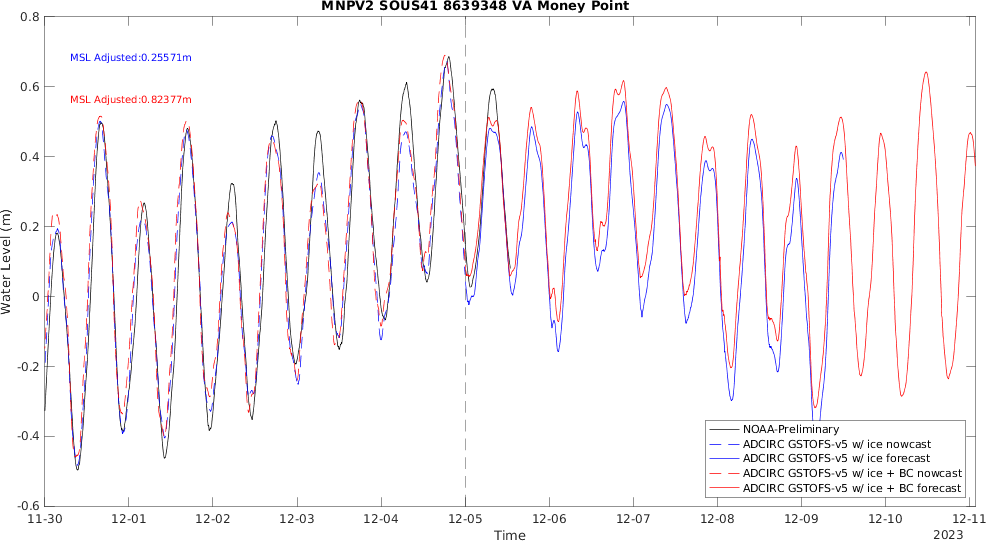 MNPV2 SOUS41 8639348 VA Money Point
0.8
0.6
0.4
0.2
0
-0.2
-0.4
-0.6
Water Level (m)
MSL Adjusted:0.25571m
MSL Adjusted:0.82377m
NOAA-Preliminary
ADCIRC GSTOFS-v5 w/ ice nowcast
ADCIRC GSTOFS-v5 w/ ice forecast
ADCIRC GSTOFS-v5 w/ ice + BC nowcast
ADCIRC GSTOFS-v5 w/ ice + BC forecast
11-30 12-01 12-02 12-03 12-04 12-05 12-06 12-07 12-08 12-09 12-10 12-11
Time
2023